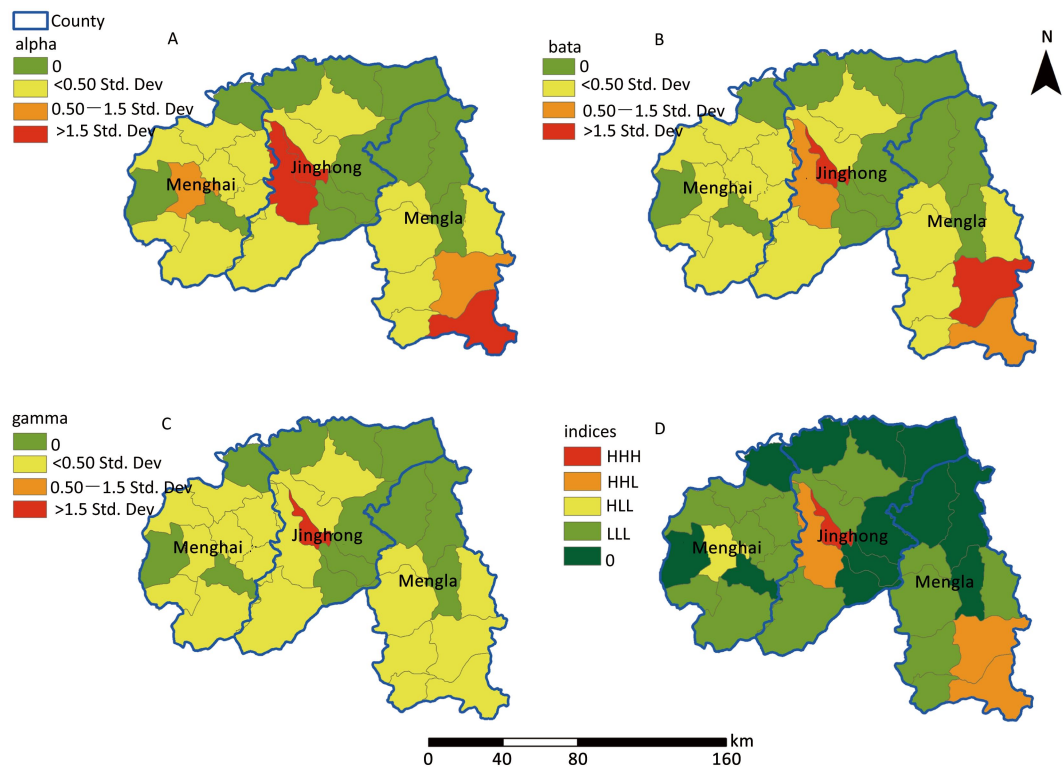 County
alpha
0
<0.50 Std. Dev
0.50—1.5 Std. Dev
>1.5 Std. Dev
A
Menghai
Jinghong
Mengla
bata
0
<0.50 Std. Dev
0.50—1.5 Std. Dev
>1.5 Std. Dev
B
Menghai
Jinghong
Mengla
N
gamma
0
<0.50 Std. Dev
0.50—1.5 Std. Dev
>1.5 Std. Dev
C
Menghai
Jinghong
Mengla
indices
HHH
HHL
HLL
LLL
0
D
Menghai
Jinghong
Mengla
km
0 40 80 160